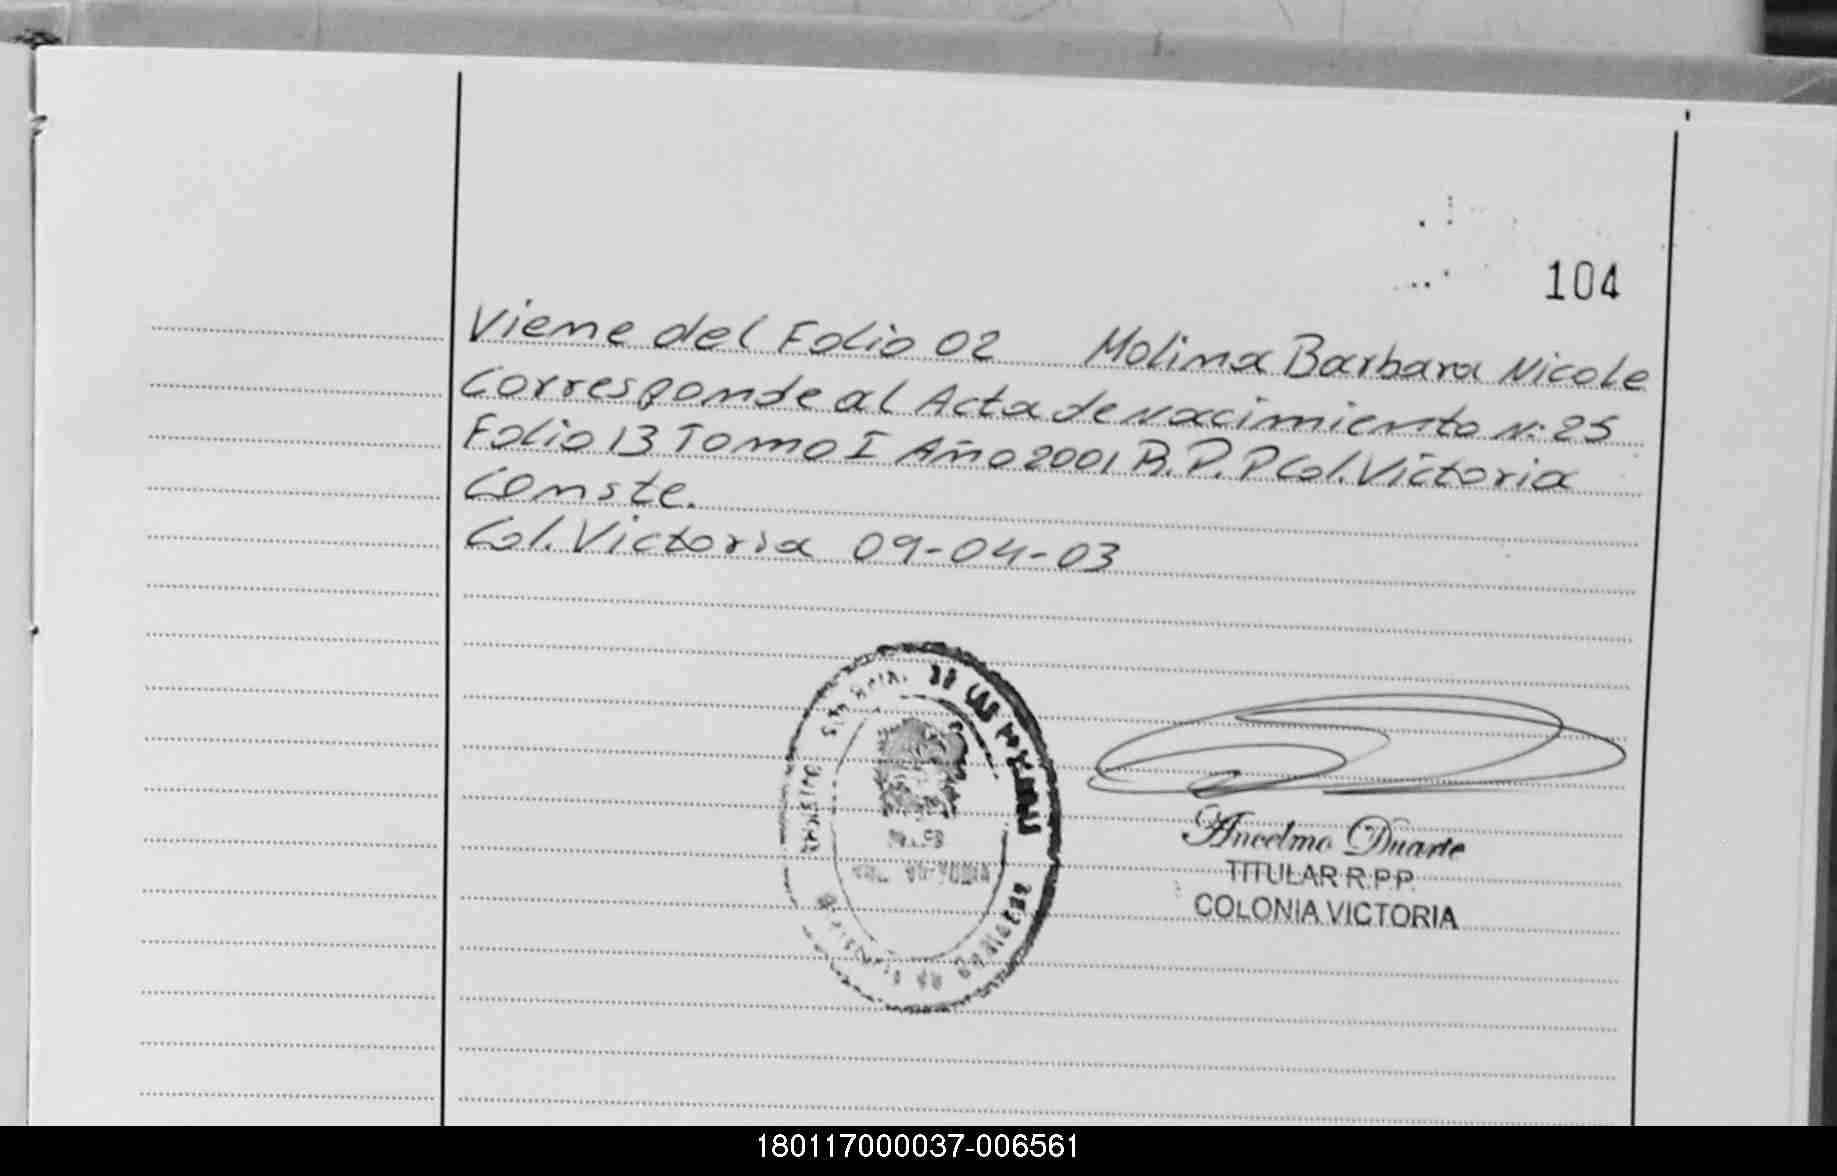 104
Viene del Folio 02 Molina Barbara Nicole
Corresponde al Acta de Nacimiento N: 25
Folio 13 Tomo I Año 2001 R.P.P Col. Victoria
Conste.
Col. Victoria 09-04-03
Ancelmo Duarte
TITULAR R.P.P.
COLONIA VICTORIA
180117000037-006561